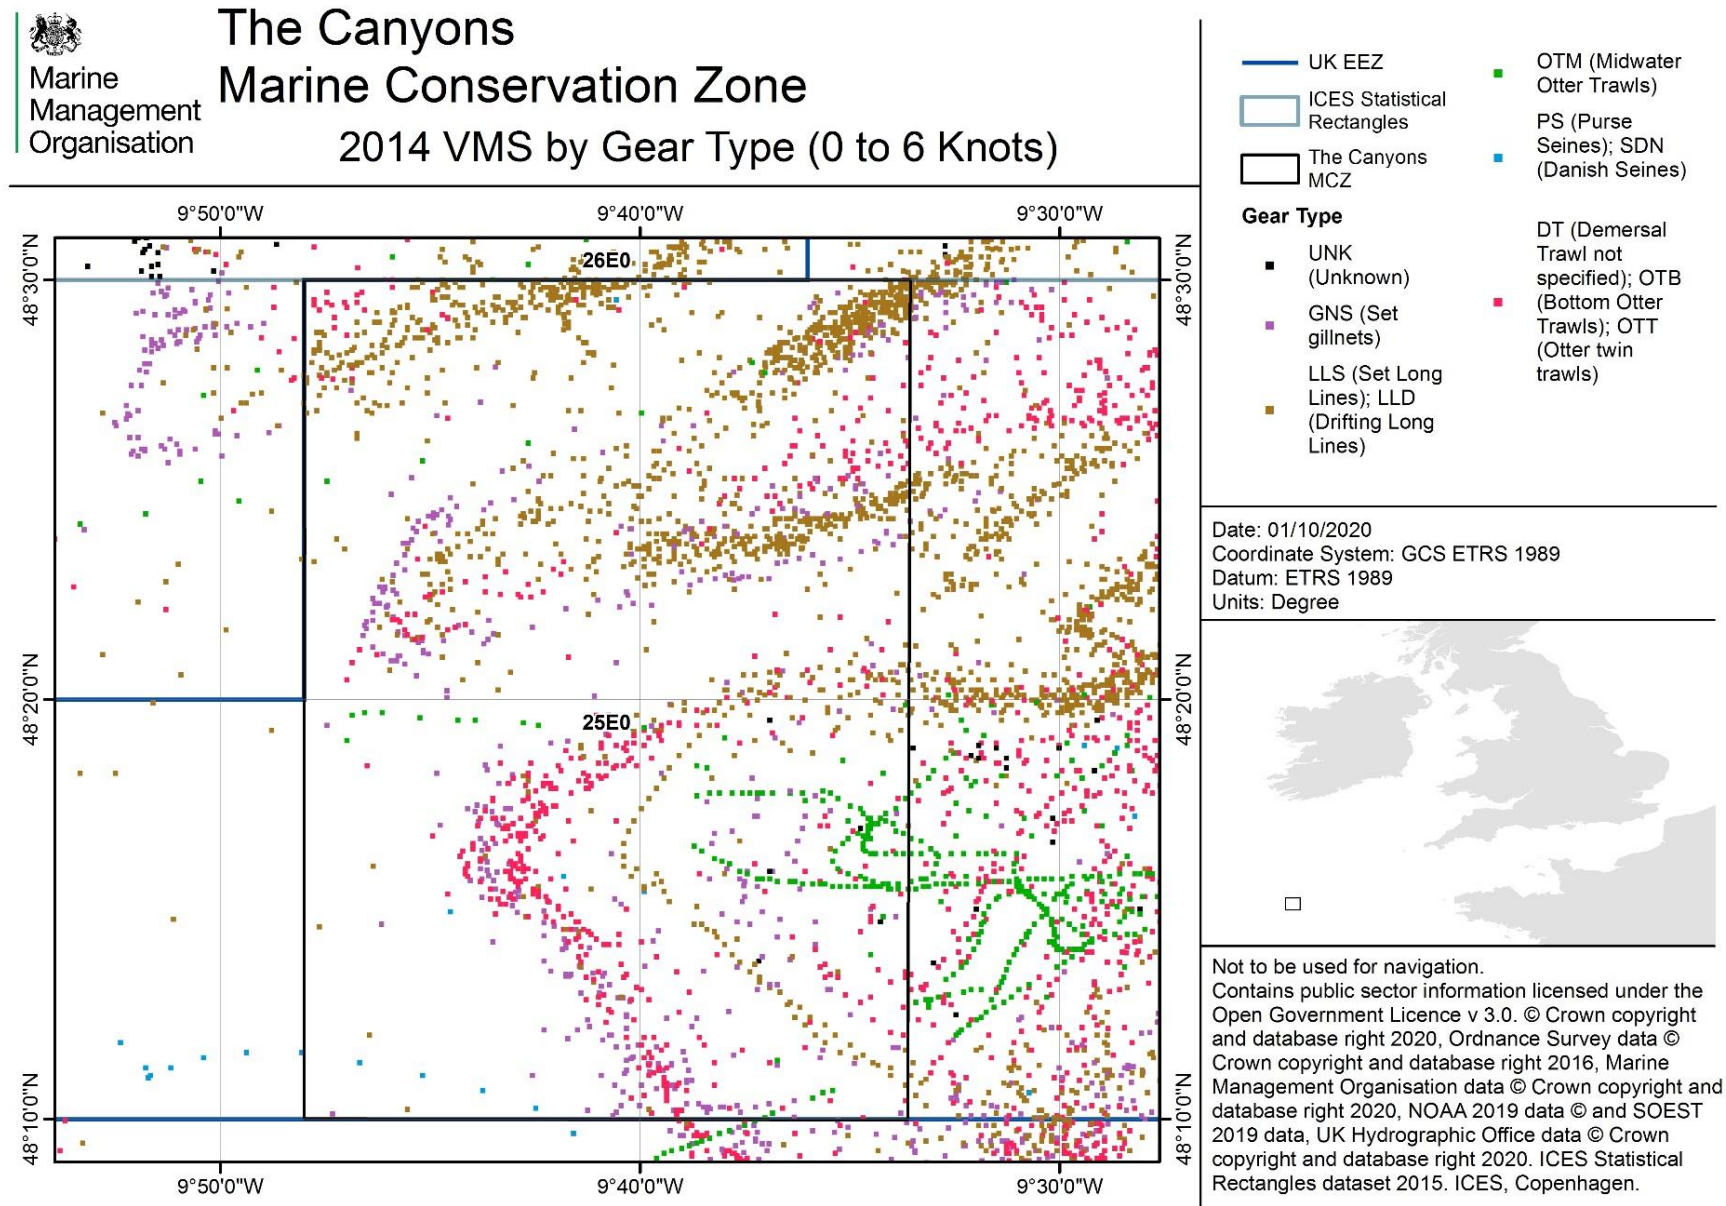 Marine
Management
Organisation
The Canyons
Marine Conservation Zone
2014 VMS by Gear Type (0 to 6 Knots)
9°50'0"W
9°40'0"W
9°30'0"W
48°30'0"N
48°30'0"N
26E0
48°20'0"N
48°20'0"N
25E0
48°10'0"N
48°10'0"N
9°50'0"W
9°40'0"W
9°30'0"W
UK EEZ
ICES Statistical
Rectangles
The Canyons
MCZ
Gear Type
UNK
(Unknown)
GNS (Set
gillnets)
LLS (Set Long
Lines); LLD
(Drifting Long
Lines)
OTM (Midwater
Otter Trawls)
PS (Purse
Seines); SDN
(Danish Seines)
DT (Demersal
Trawl not
specified); OTB
(Bottom Otter
Trawls); OTT
(Otter twin
trawls)
Date: 01/10/2020
Coordinate System: GCS ETRS 1989
Datum: ETRS 1989
Units: Degree
Not to be used for navigation.
Contains public sector information licensed under the
Open Government Licence v 3.0. © Crown copyright
and database right 2020, Ordnance Survey data ©
Crown copyright and database right 2016, Marine
Management Organisation data © Crown copyright and
database right 2020, NOAA 2019 data © and SOEST
2019 data, UK Hydrographic Office data © Crown
copyright and database right 2020. ICES Statistical
Rectangles dataset 2015. ICES, Copenhagen.